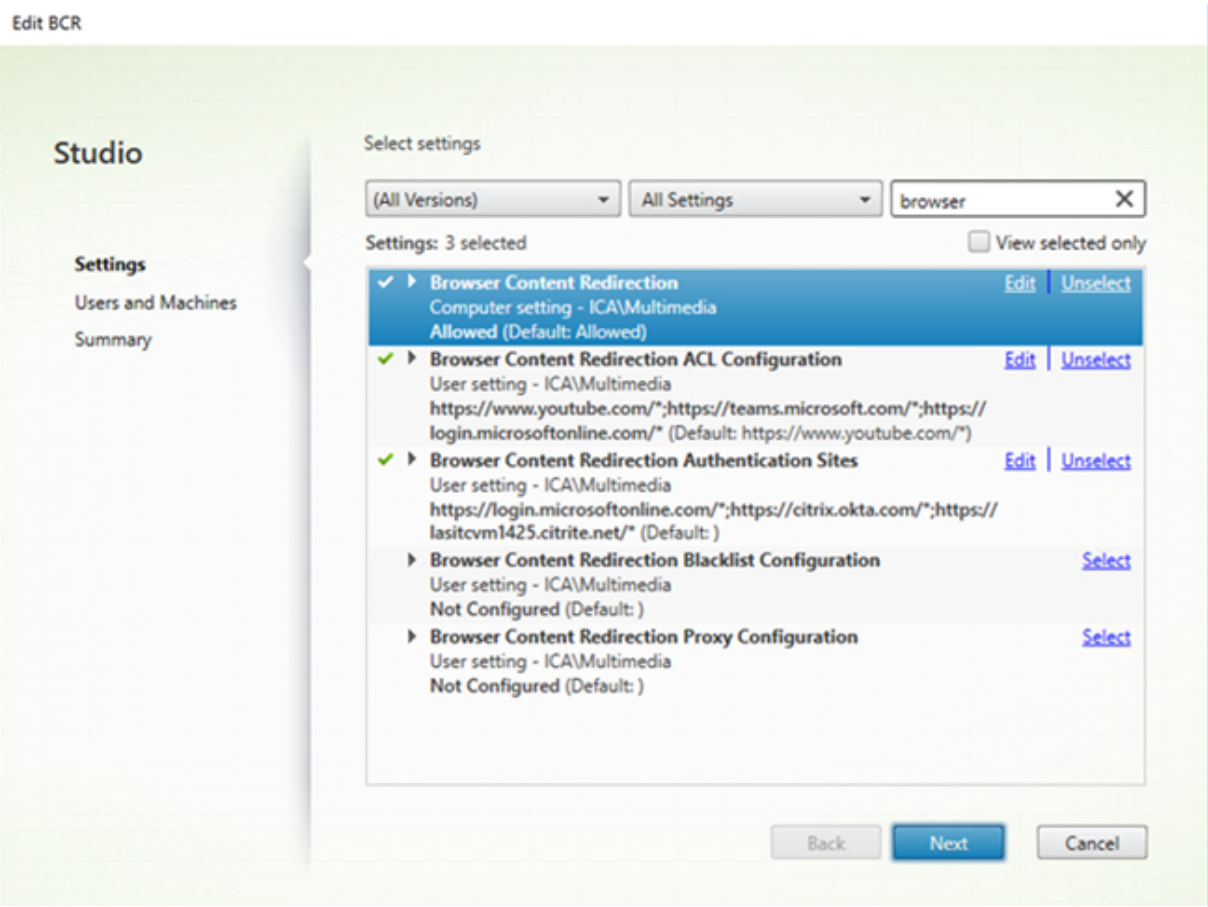 Edit BCR
Studio
Settings
Users and Machines
Summary
Select settings
(All Versions)
All Settings
browser
Settings: 3 selected
View selected only
Browser Content Redirection
Edit
Unselect
Computer setting - ICA\Multimedia
Allowed (Default: Allowed)
Browser Content Redirection ACL Configuration
Edit
Unselect
User setting - ICA\Multimedia
https://www.youtube.com/*;https://teams.microsoft.com/*;https://
login.microsoftonline.com/* (Default: https://www.youtube.com/*)
Browser Content Redirection Authentication Sites
Edit
Unselect
User setting - ICA\Multimedia
https://login.microsoftonline.com/*;https://citrix.okta.com/*;https://
lasitcvm1425.citrite.net/* (Default: )
Browser Content Redirection Blacklist Configuration
Select
User setting - ICA\Multimedia
Not Configured (Default: )
Browser Content Redirection Proxy Configuration
Select
User setting - ICA\Multimedia
Not Configured (Default: )
Back
Next
Cancel